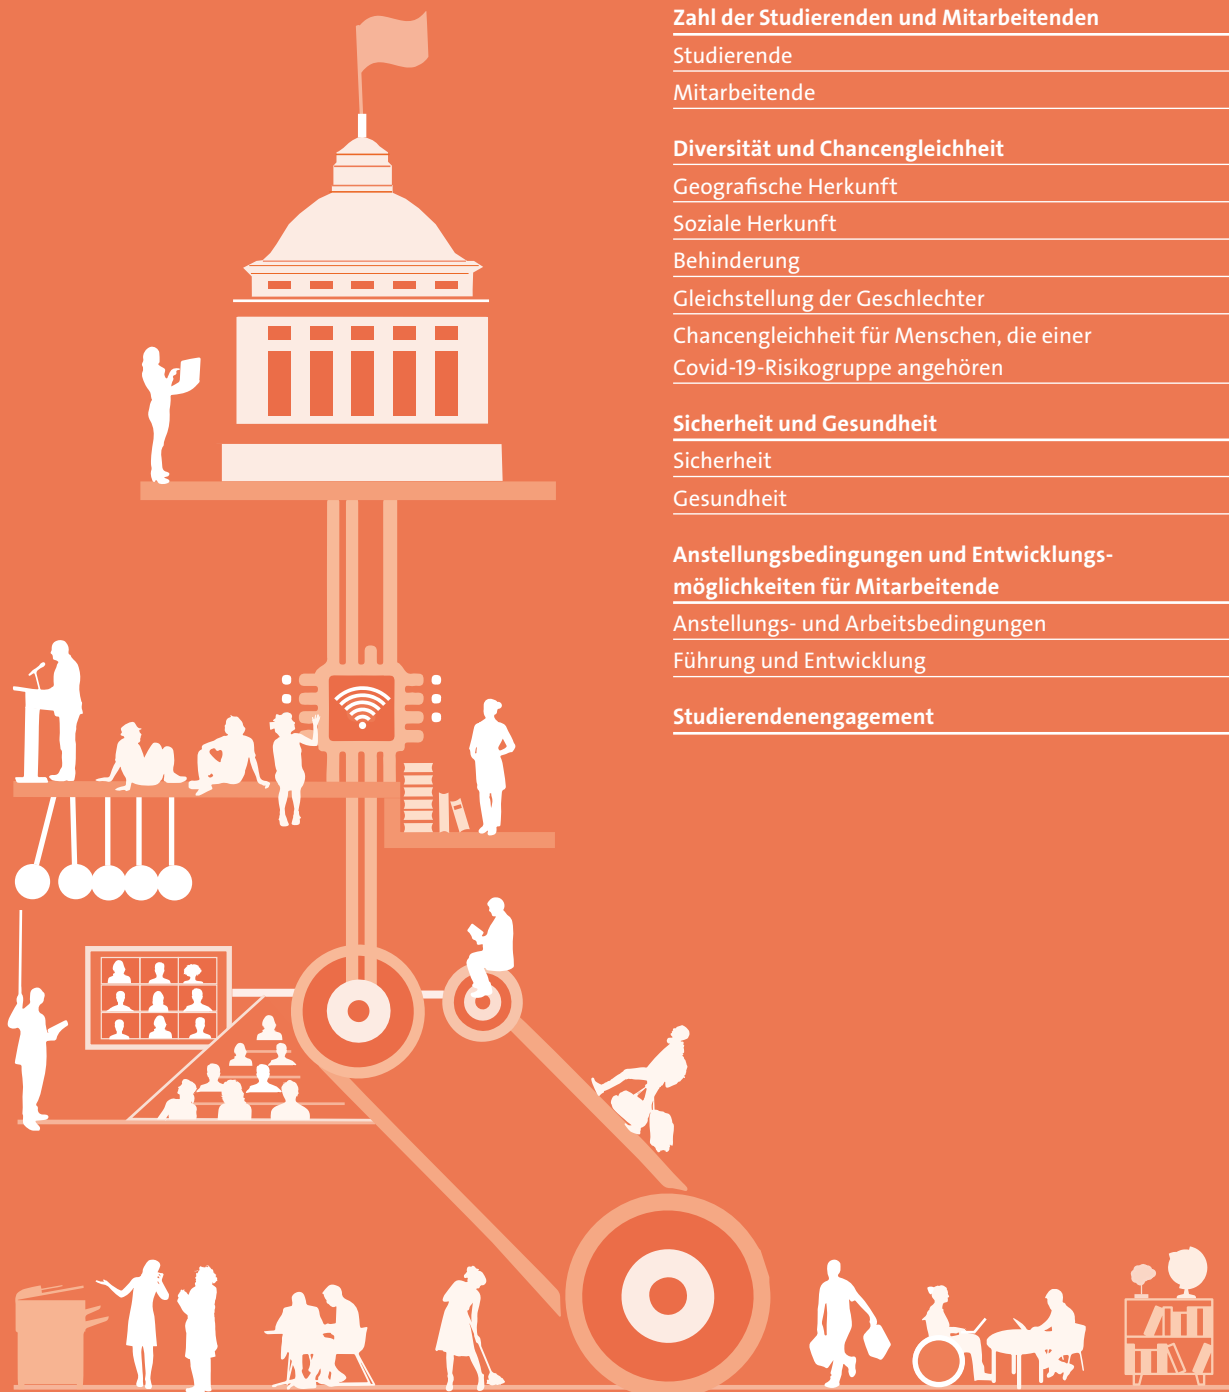 Zahl der Studierenden und Mitarbeitenden
Studierende
Mitarbeitende
Diversität und Chancengleichheit
Geografische Herkunft
Soziale Herkunft
Behinderung
Gleichstellung der Geschlechter
Chancengleichheit für Menschen, die einer
Covid-19-Risikogruppe angehören
Sicherheit und Gesundheit
Sicherheit
Gesundheit
Anstellungsbedingungen und Entwicklungs-
möglichkeiten für Mitarbeitende
Anstellungs- und Arbeitsbedingungen
Führung und Entwicklung
Studierendenengagement